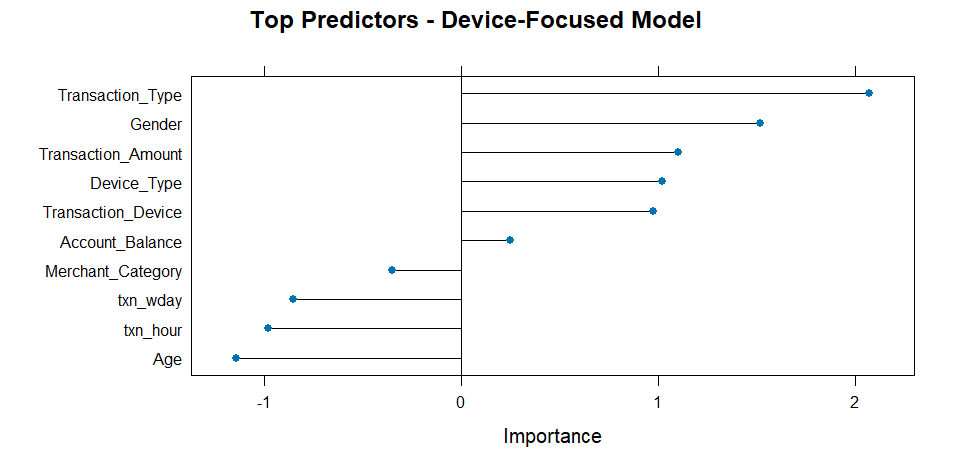 Top Predictors - Device-Focused Model
Transaction_Type
Gender
Transaction_Amount
Device_Type
Transaction_Device
Account_Balance
Merchant_Category
txn_wday
txn_hour
Age
-1 0 1 2
Importance